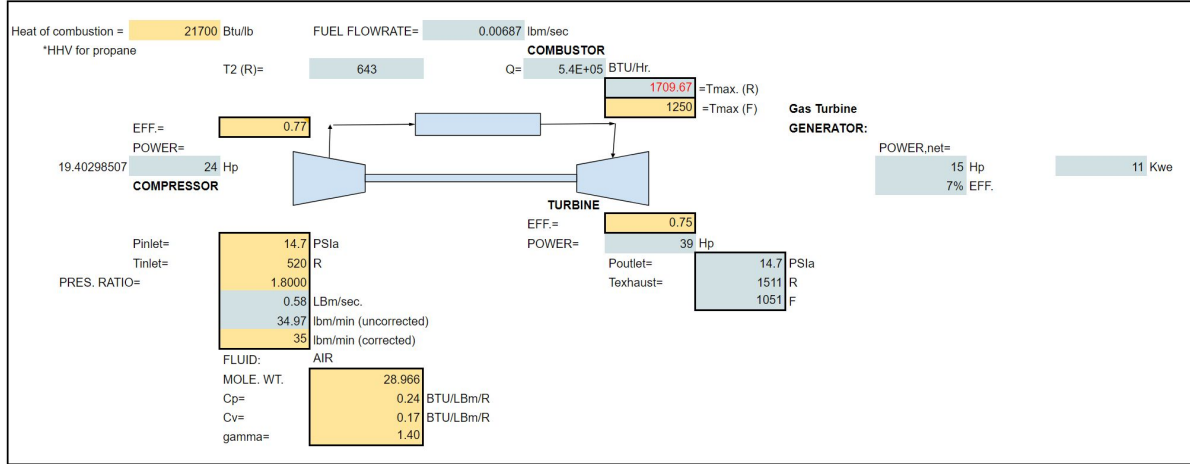 Heat of combustion = 21700 Btu/lb FUEL FLOWRATE= 0.00687 lbm/sec
*HHV for propane COMBUSTOR
T2 (R)= 643 Q= 5.4E+05 BTU/Hr.
1709.67 =Tmax. (R)
1250 =Tmax (F) Gas Turbine
EFF.= 0.77 GENERATOR:
POWER= POWER,net=
19.40298507 24 Hp 15 Hp 11 Kwe
COMPRESSOR 7% EFF.
TURBINE
EFF.= 0.75
Pinlet= 14.7 PSIa POWER= 39 Hp
Tinlet= 520 R Poutlet= 14.7 PSIa
PRES. RATIO= 1.8000 Texhaust= 1511 R
0.58 LBm/sec. 1051 F
34.97 lbm/min (uncorrected)
35 lbm/min (corrected)
FLUID: AIR
MOLE. WT. 28.966
Cp= 0.24 BTU/LBm/R
Cv= 0.17 BTU/LBm/R
gamma= 1.40